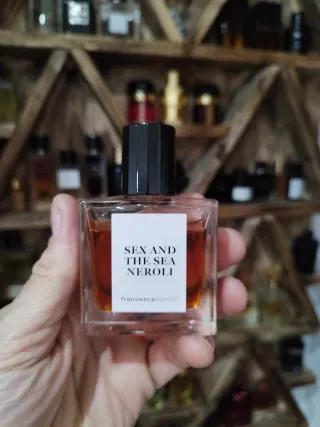 SEX AND
THE SEA
NEROLI
francescabianchi